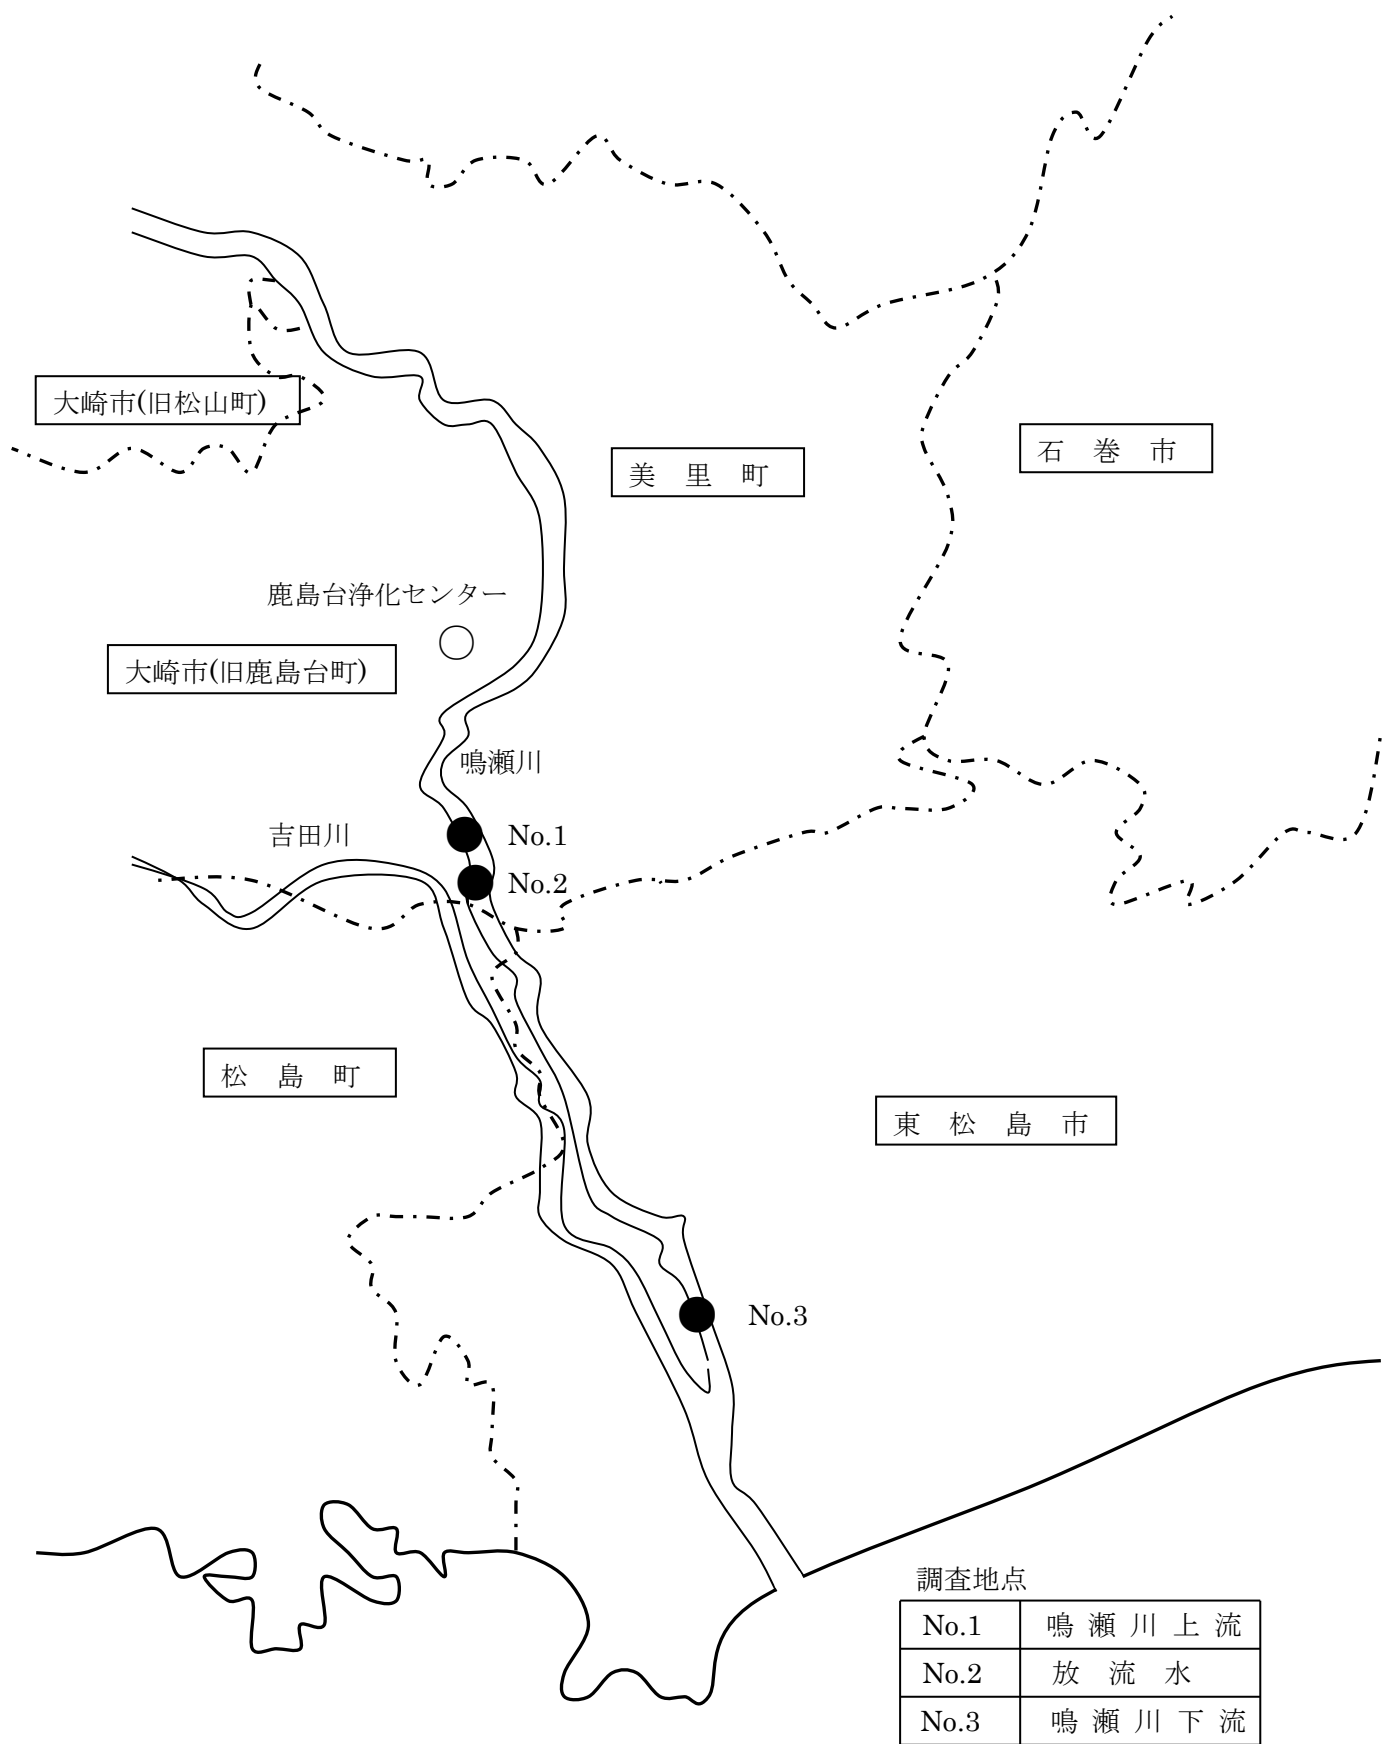 大崎市(旧松山町)
石 巻 市
美 里 町
鹿島台浄化センター
大崎市(旧鹿島台町)
鳴瀬川
吉田川
No.1
No.2
松 島 町
東 松 島 市
No.3
調査地点
No.1 鳴 瀬 川 上 流
No.2 放 流 水
No.3 鳴 瀬 川 下 流